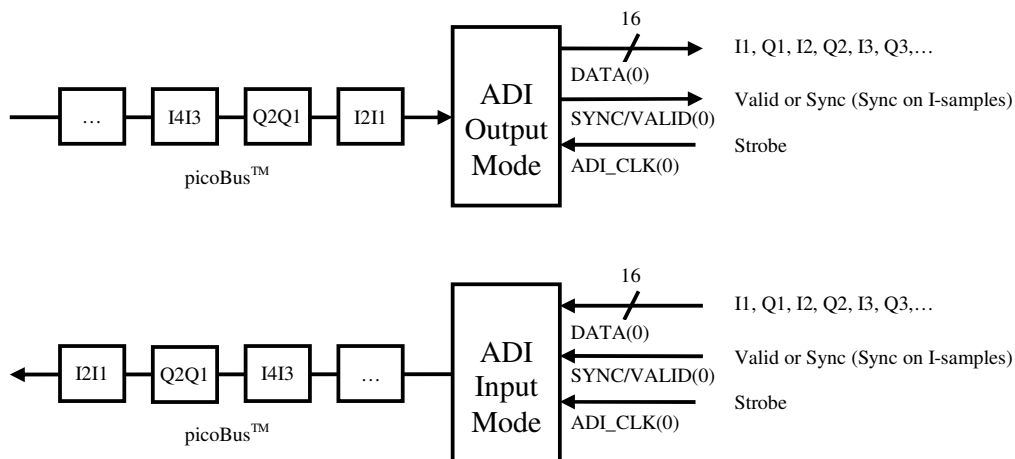 16
I1, Q1, I2, Q2, I3, Q3,…
DATA(0)
ADI
Output
Mode
… I4I3 Q2Q1 I2I1
Valid or Sync (Sync on I-samples)
SYNC/VALID(0)
Strobe
ADI_CLK(0)
picoBus™
16
I1, Q1, I2, Q2, I3, Q3,…
DATA(0)
ADI
Input
Mode
Valid or Sync (Sync on I-samples)
I2I1 Q2Q1 I4I3 …
SYNC/VALID(0)
Strobe
ADI_CLK(0)
picoBus™